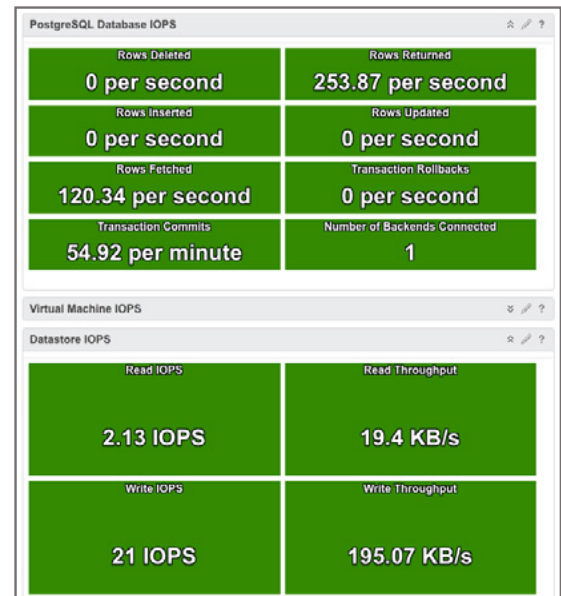 PostgreSQL Database IOPS ?
Rows Deleted
0 per second
Rows Returned
253.87 per second
Rows Inserted
0 per second
Rows Updated
0 per second
Rows Fetched
120.34 per second
Transaction Rollbacks
0 per second
Transaction Commits
54.92 per minute
Number of Backends Connected
1
Virtual Machine IOPS ?
Datastore IOPS ?
Read IOPS
2.13 IOPS
Read Throughput
19.4 KB/s
Write IOPS
21 IOPS
Write Throughput
195.07 KB/s